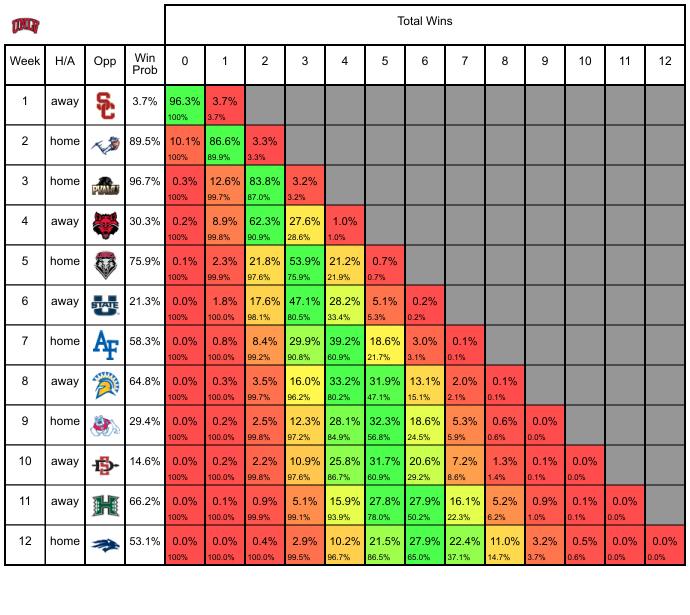 UNLV
Total Wins
Week H/A Opp Win Prob 0 1 2 3 4 5 6 7 8 9 10 11 12
1 away SC 3.7% 96.3% 3.7%
100% 3.7%
2 home 89.5% 10.1% 86.6% 3.3%
100% 89.9% 3.3%
3 home PVAMU 96.7% 0.3% 12.6% 83.8% 3.2%
100% 99.7% 87.0% 3.2%
4 away 30.3% 0.2% 8.9% 62.3% 27.6% 1.0%
100% 99.8% 90.9% 28.6% 1.0%
5 home 75.9% 0.1% 2.3% 21.8% 53.9% 21.2% 0.7%
100% 99.9% 97.6% 75.9% 21.9% 0.7%
6 away U STATE 21.3% 0.0% 1.8% 17.6% 47.1% 28.2% 5.1% 0.2%
100% 100.0% 98.1% 80.5% 33.4% 5.3% 0.2%
7 home AF 58.3% 0.0% 0.8% 8.4% 29.9% 39.2% 18.6% 3.0% 0.1%
100% 100.0% 99.2% 90.8% 60.9% 21.7% 3.1% 0.1%
8 away 64.8% 0.0% 0.3% 3.5% 16.0% 33.2% 31.9% 13.1% 2.0% 0.1%
100% 100.0% 99.7% 96.2% 80.2% 47.1% 15.1% 2.1% 0.1%
9 home 29.4% 0.0% 0.2% 2.5% 12.3% 28.1% 32.3% 18.6% 5.3% 0.6% 0.0%
100% 100.0% 99.8% 97.2% 84.9% 56.8% 24.5% 5.9% 0.6% 0.0%
10 away SD 14.6% 0.0% 0.2% 2.2% 10.9% 25.8% 31.7% 20.6% 7.2% 1.3% 0.1% 0.0%
100% 100.0% 99.8% 97.6% 86.7% 60.9% 29.2% 8.6% 1.4% 0.1% 0.0%
11 away H 66.2% 0.0% 0.1% 0.9% 5.1% 15.9% 27.8% 27.9% 16.1% 5.2% 0.9% 0.1% 0.0%
100% 100.0% 99.9% 99.1% 93.9% 78.0% 50.2% 22.3% 6.2% 1.0% 0.1% 0.0%
12 home 53.1% 0.0% 0.0% 0.4% 2.9% 10.2% 21.5% 27.9% 22.4% 11.0% 3.2% 0.5% 0.0% 0.0%
100% 100.0% 100.0% 99.5% 96.7% 86.5% 65.0% 37.1% 14.7% 3.7% 0.6% 0.0% 0.0%